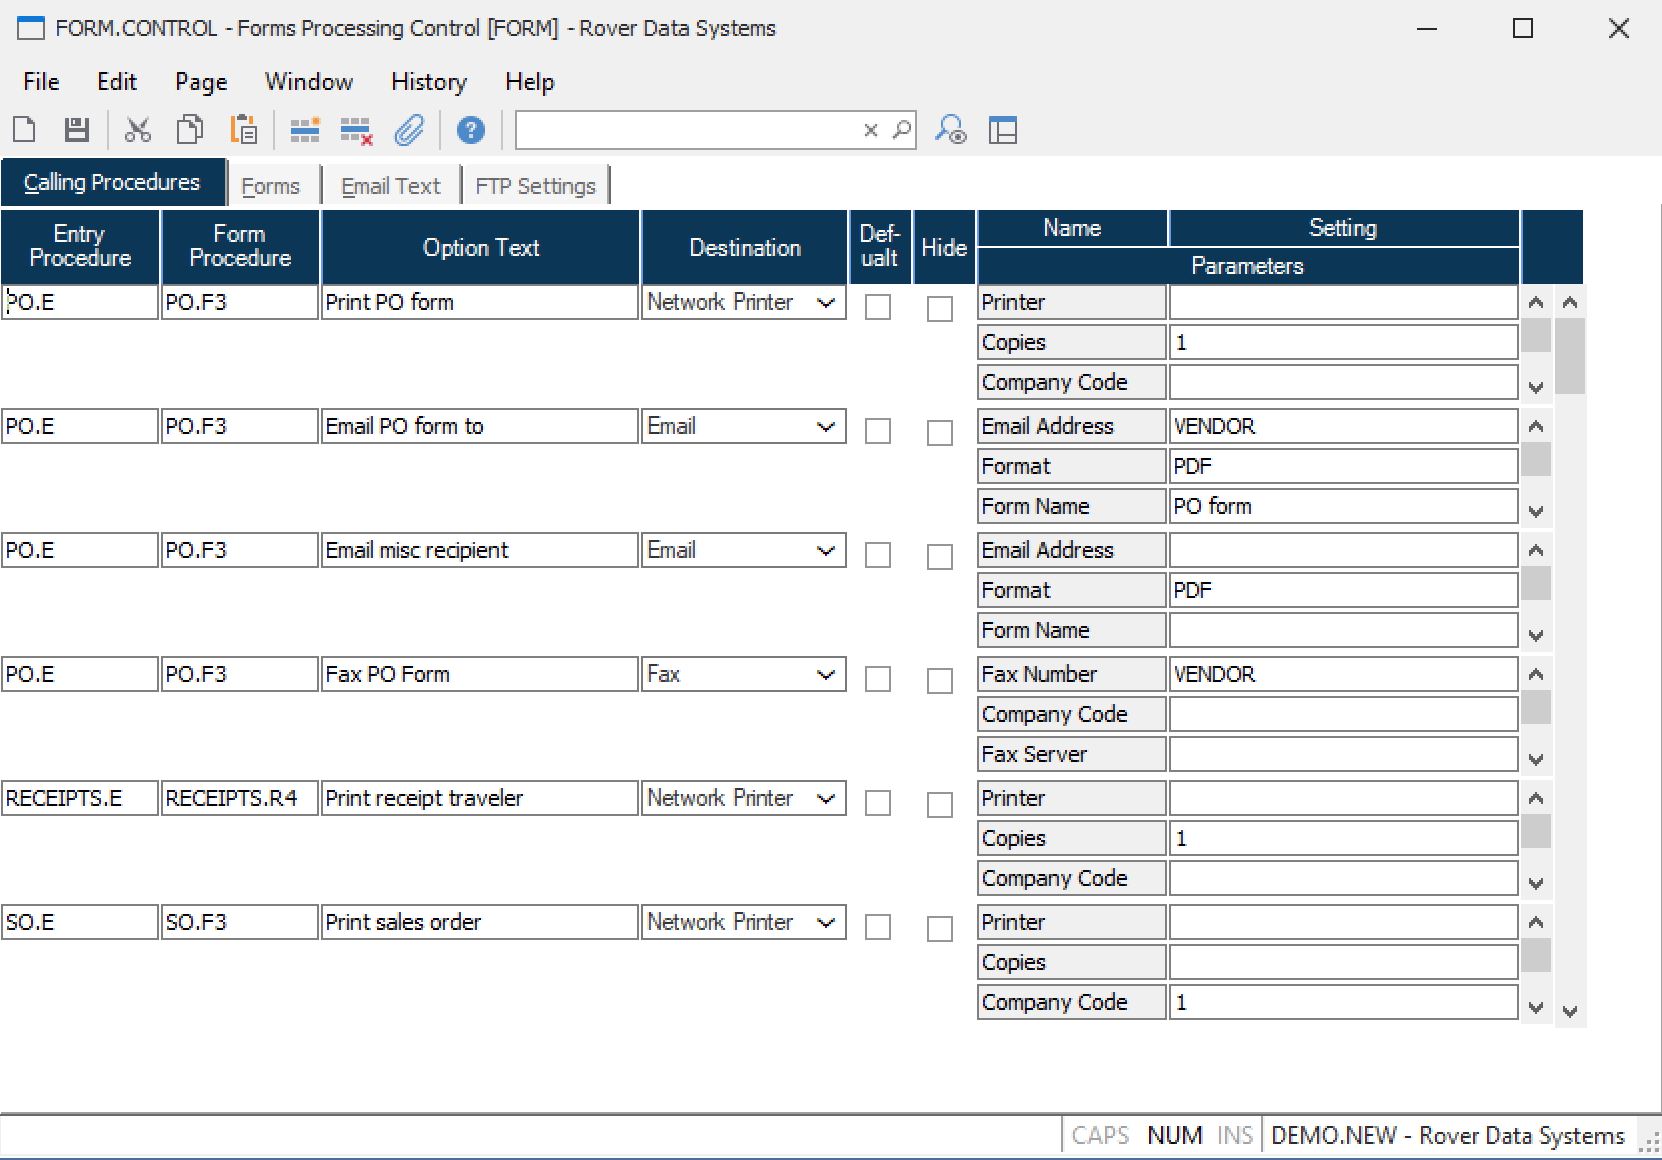 FORM.CONTROL - Forms Processing Control [FORM] - Rover Data Systems
File Edit Page Window History Help
Calling Procedures Forms Email Text FTP Settings
Entry Procedure Form Procedure Option Text Destination Def-ualt Hide Name Setting
Parameters
PO.E PO.F3 Print PO form Network Printer Printer
Copies 1
Company Code
PO.E PO.F3 Email PO form to Email Email Address VENDOR
Format PDF
Form Name PO form
PO.E PO.F3 Email misc recipient Email Email Address
Format PDF
Form Name
PO.E PO.F3 Fax PO Form Fax Fax Number VENDOR
Company Code
Fax Server
RECEIPTS.E RECEIPTS.R4 Print receipt traveler Network Printer Printer
Copies 1
Company Code
SO.E SO.F3 Print sales order Network Printer Printer
Copies
Company Code 1
CAPS NUM INS DEMO.NEW - Rover Data Systems